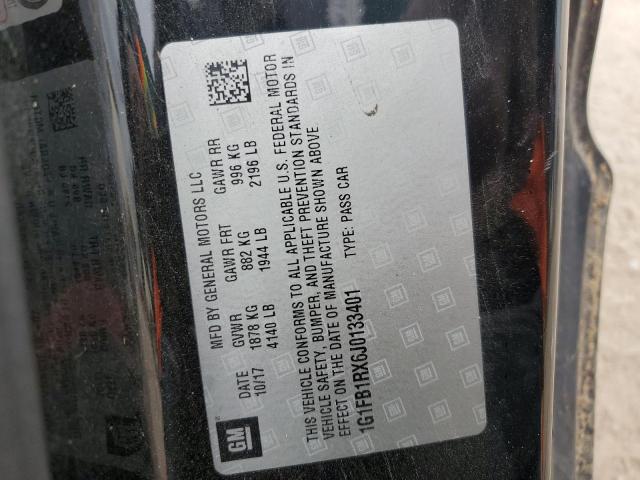 MFD BY GENERAL MOTORS LLC
DATE GVWR GAWR FRT GAWR RR
10/17 1878 KG 882 KG 996 KG
4140 LB 1944 LB 2196 LB
THIS VEHICLE CONFORMS TO ALL APPLICABLE U.S. FEDERAL MOTOR
VEHICLE SAFETY, BUMPER, AND THEFT PREVENTION STANDARDS IN
EFFECT ON THE DATE OF MANUFACTURE SHOWN ABOVE
1G1FB1RX6J0133401 TYPE: PASS CAR
GM